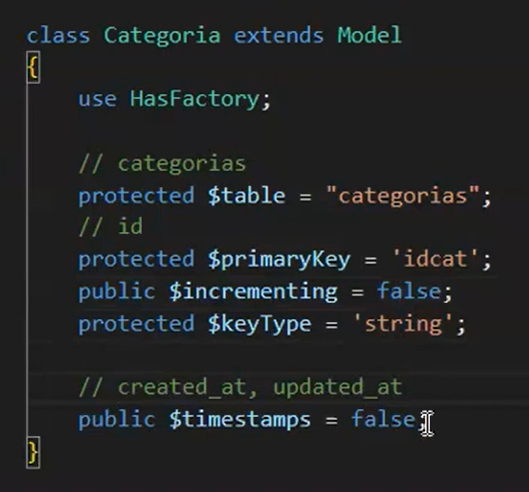 class Categoria extends Model
{
use HasFactory;
// categorias
protected $table = "categorias";
// id
protected $primaryKey = 'idcat';
public $incrementing = false;
protected $keyType = 'string';
// created_at, updated_at
public $timestamps = false;
}